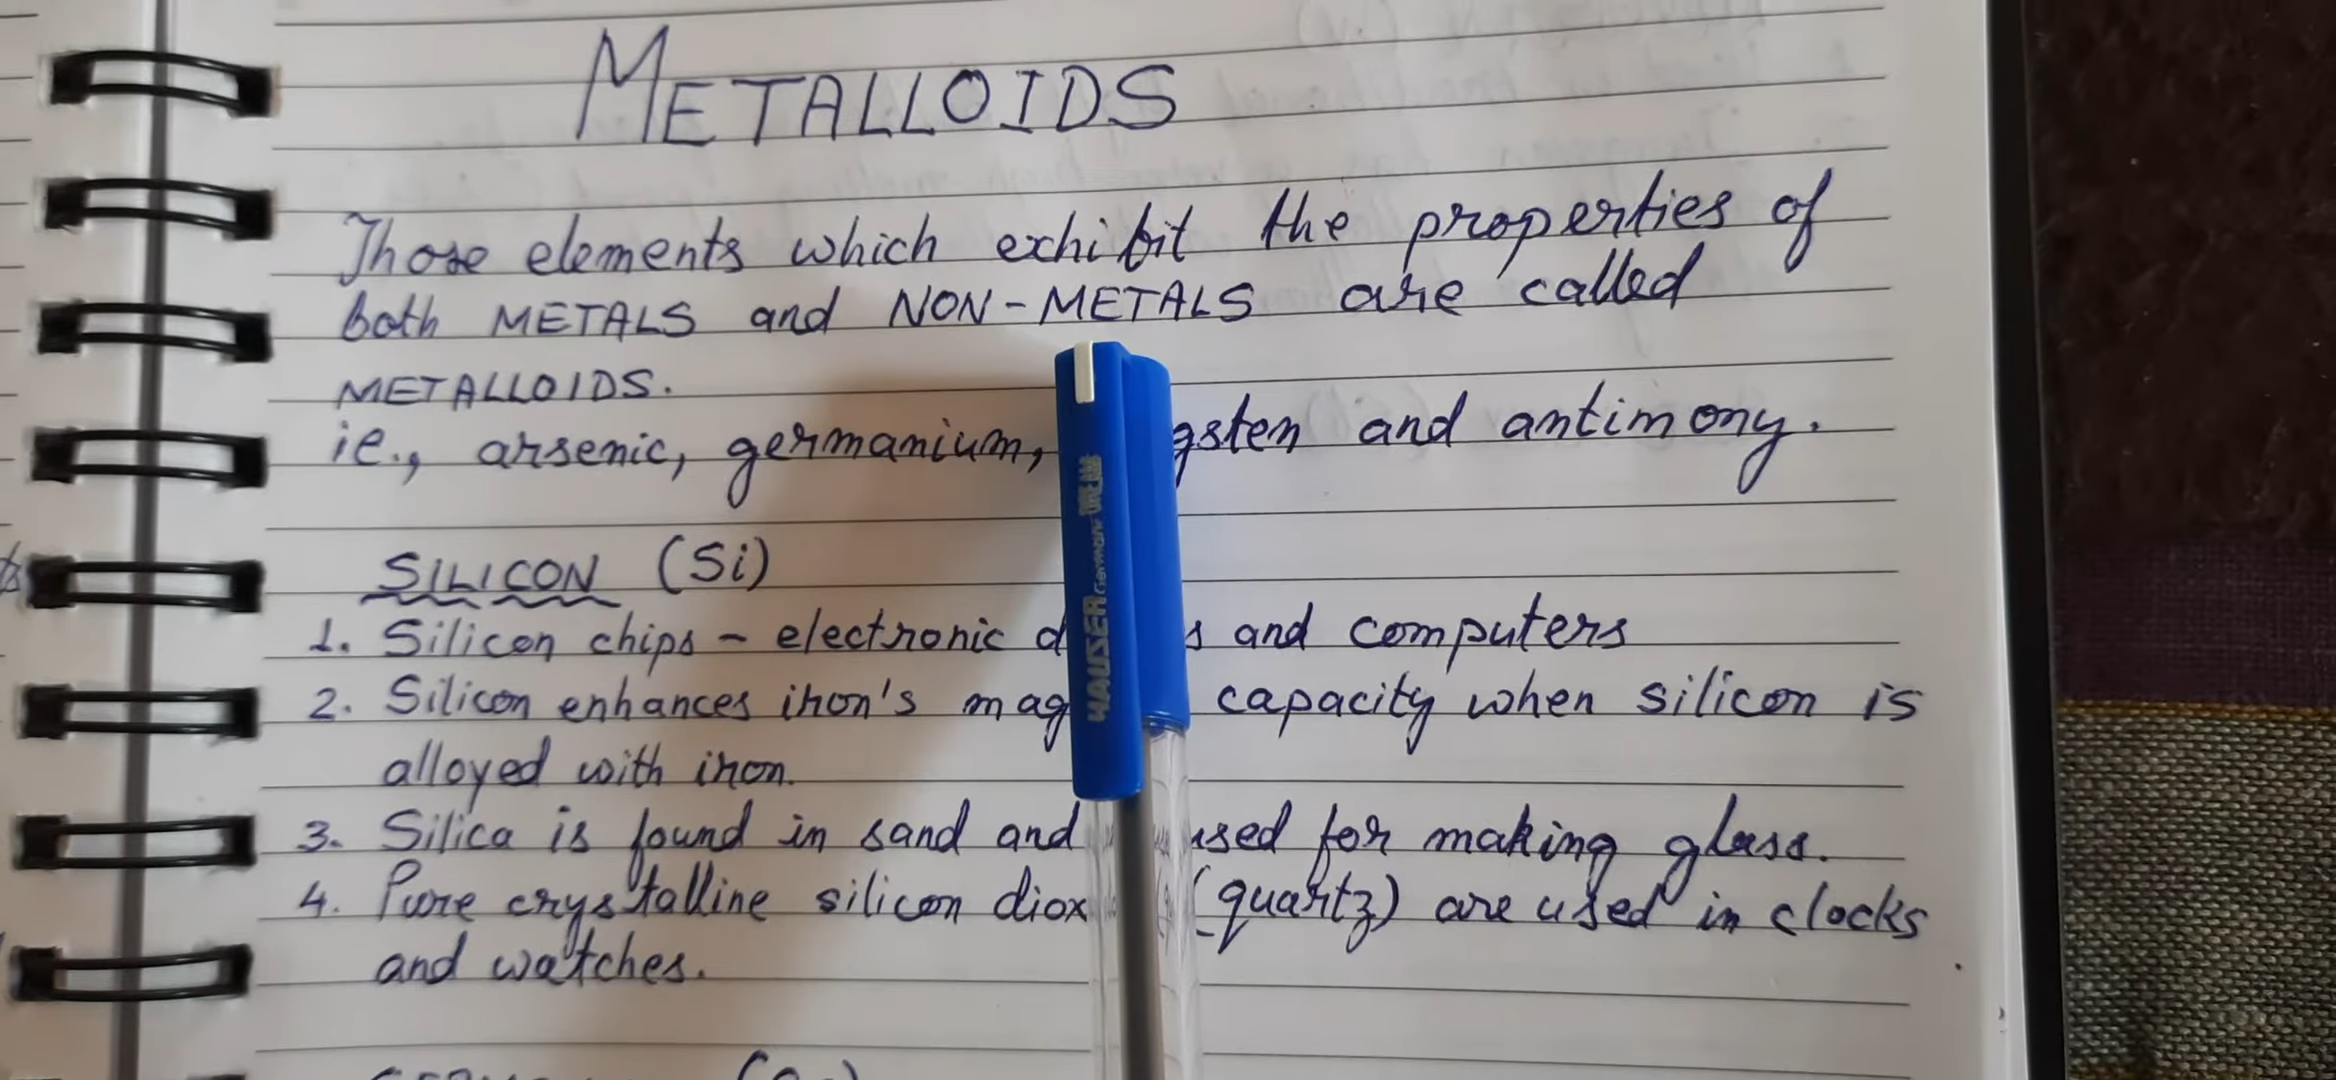 METALLOIDS
Those elements which exhibit the properties of
both METALS and NON-METALS are called
METALLOIDS.
ie., arsenic, germanium, gsten and antimony.
SILICON (Si)
1. Silicon chips - electronic d s and computers
2. Silicon enhances iron's mag capacity when silicon is
alloyed with iron.
3. Silica is found in sand and used for making glass.
4. Pure crystalline silicon diox (quartz) are used in clocks
and watches.
HAUSER Germany